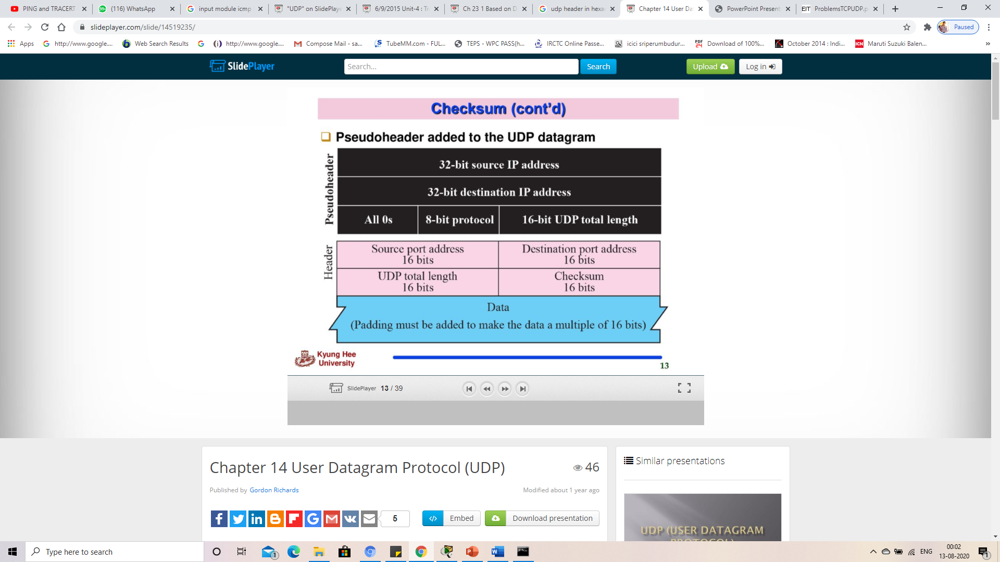 PING and TRACERT
(116) WhatsApp
input module icmp
"UDP" on SlidePlaye
6/9/2015 Unit-4 : Tr
Ch 23 1 Based on D
udp header in hexa
Chapter 14 User Da
PowerPoint Present
EIT ProblemsTCPUDP.p
slideplayer.com/slide/14519235/
Paused
Apps
http://www.google....
Web Search Results
http://www.google....
Compose Mail - sa...
TubeMM.com - FUL...
TEPS - WPC PASS(h...
IRCTC Online Passe...
icici sriperumbudur...
PDF 24 Download of 100%...
October 2014 : Indi...
ICN Maruti Suzuki Balen...
»
SlidePlayer
Search...
Search
Upload
Log in
Checksum (cont'd)
Pseudoheader added to the UDP datagram
Pseudoheader
32-bit source IP address
32-bit destination IP address
All 0s
8-bit protocol
16-bit UDP total length
Header
Source port address
16 bits
Destination port address
16 bits
UDP total length
16 bits
Checksum
16 bits
Data
(Padding must be added to make the data a multiple of 16 bits)
Kyung Hee
University
13
SlidePlayer 13 / 39
Chapter 14 User Datagram Protocol (UDP)
46
Published by Gordon Richards
Modified about 1 year ago
5
Embed
Download presentation
Similar presentations
UDP (USER DATAGRAM
PROTOCOL)
Type here to search
1
ENG
00:02
13-08-2020
1